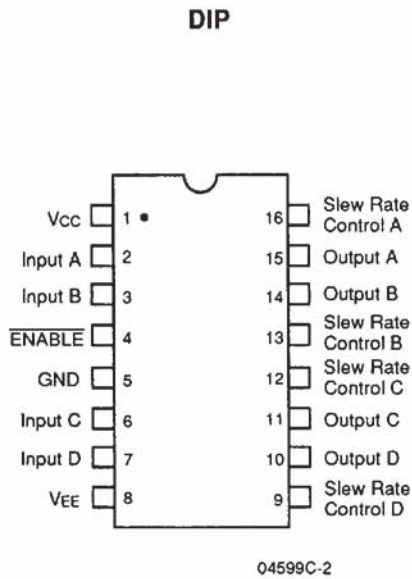 DIP
VCC 1 16 Slew Rate Control A
Input A 2 15 Output A
Input B 3 14 Output B
ENABLE 4 13 Slew Rate Control B
GND 5 12 Slew Rate Control C
Input C 6 11 Output C
Input D 7 10 Output D
VEE 8 9 Slew Rate Control D
04599C-2